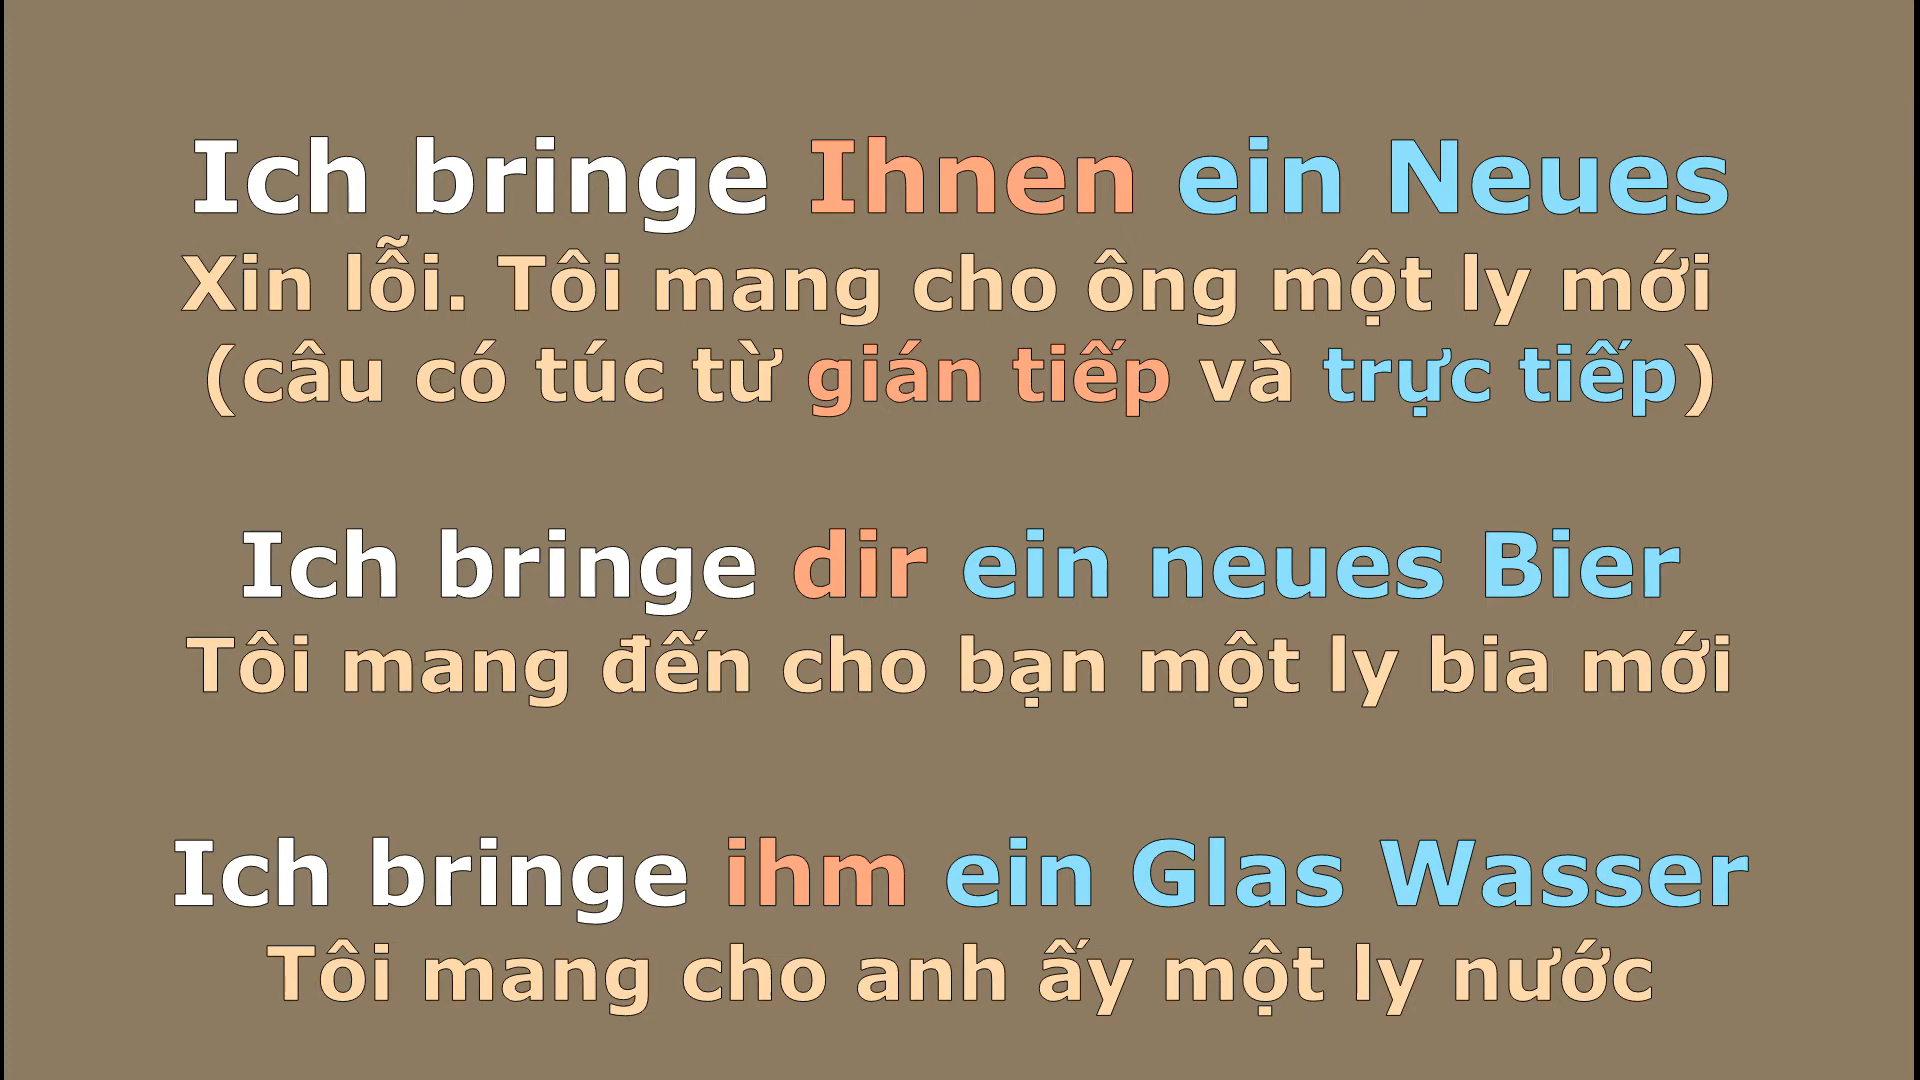 Ich bringe Ihnen ein Neues
Xin lỗi. Tôi mang cho ông một ly mới
(câu có túc từ gián tiếp và trực tiếp)
Ich bringe dir ein neues Bier
Tôi mang đến cho bạn một ly bia mới
Ich bringe ihm ein Glas Wasser
Tôi mang cho anh ấy một ly nước